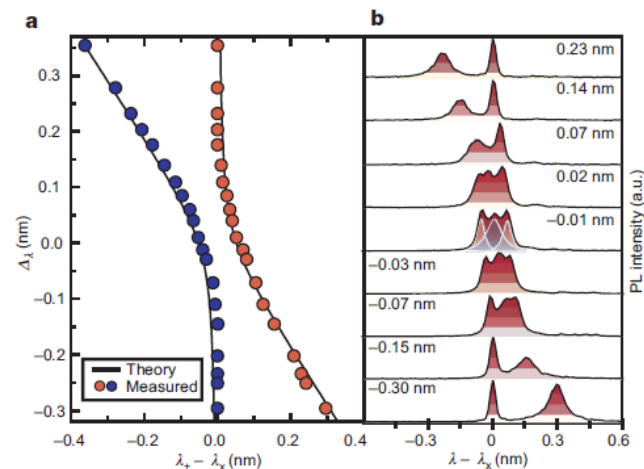 a
0.3
0.2
0.1
0.0
–0.1
–0.2
–0.3
Δλ (nm)
Theory
Measured
–0.4
–0.2
0.0
0.2
0.4
λ± – λx (nm)
b
0.23 nm
0.14 nm
0.07 nm
0.02 nm
–0.01 nm
–0.03 nm
–0.07 nm
–0.15 nm
–0.30 nm
PL intensity (a.u.)
–0.3
0
0.3
0.6
λ – λx (nm)